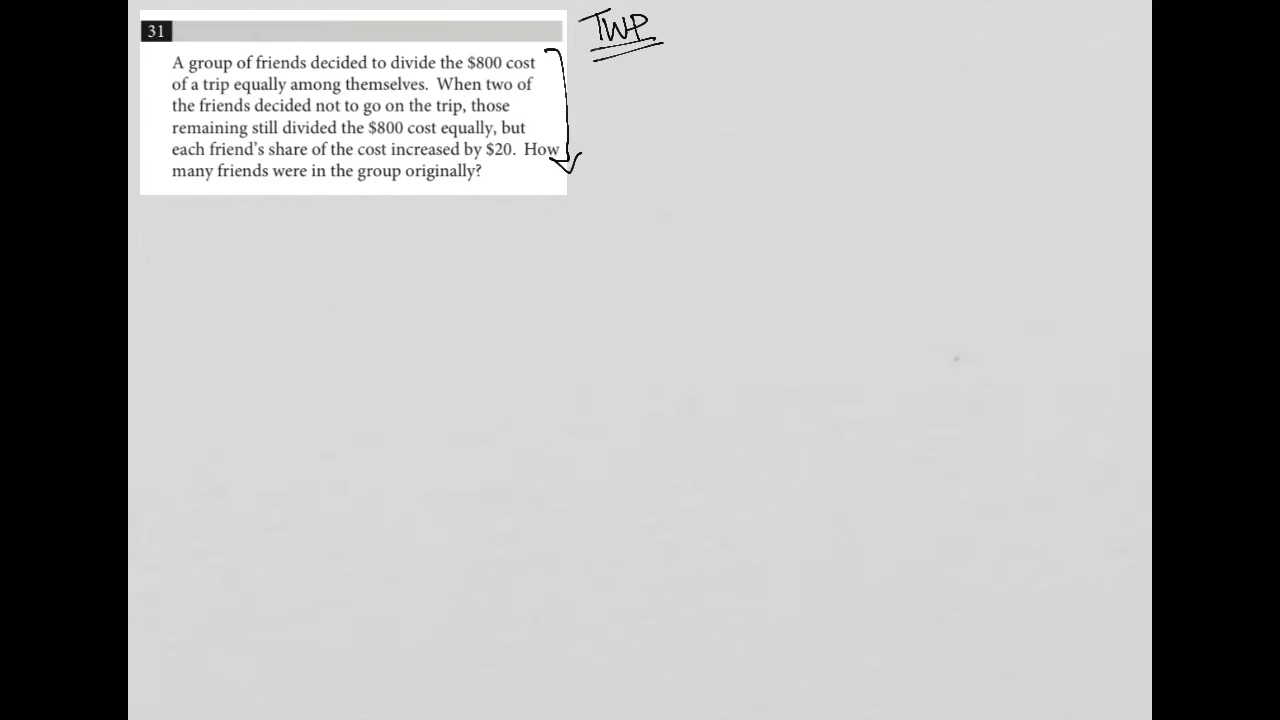 31
TWP
A group of friends decided to divide the $800 cost
of a trip equally among themselves. When two of
the friends decided not to go on the trip, those
remaining still divided the $800 cost equally, but
each friend's share of the cost increased by $20. How
many friends were in the group originally?